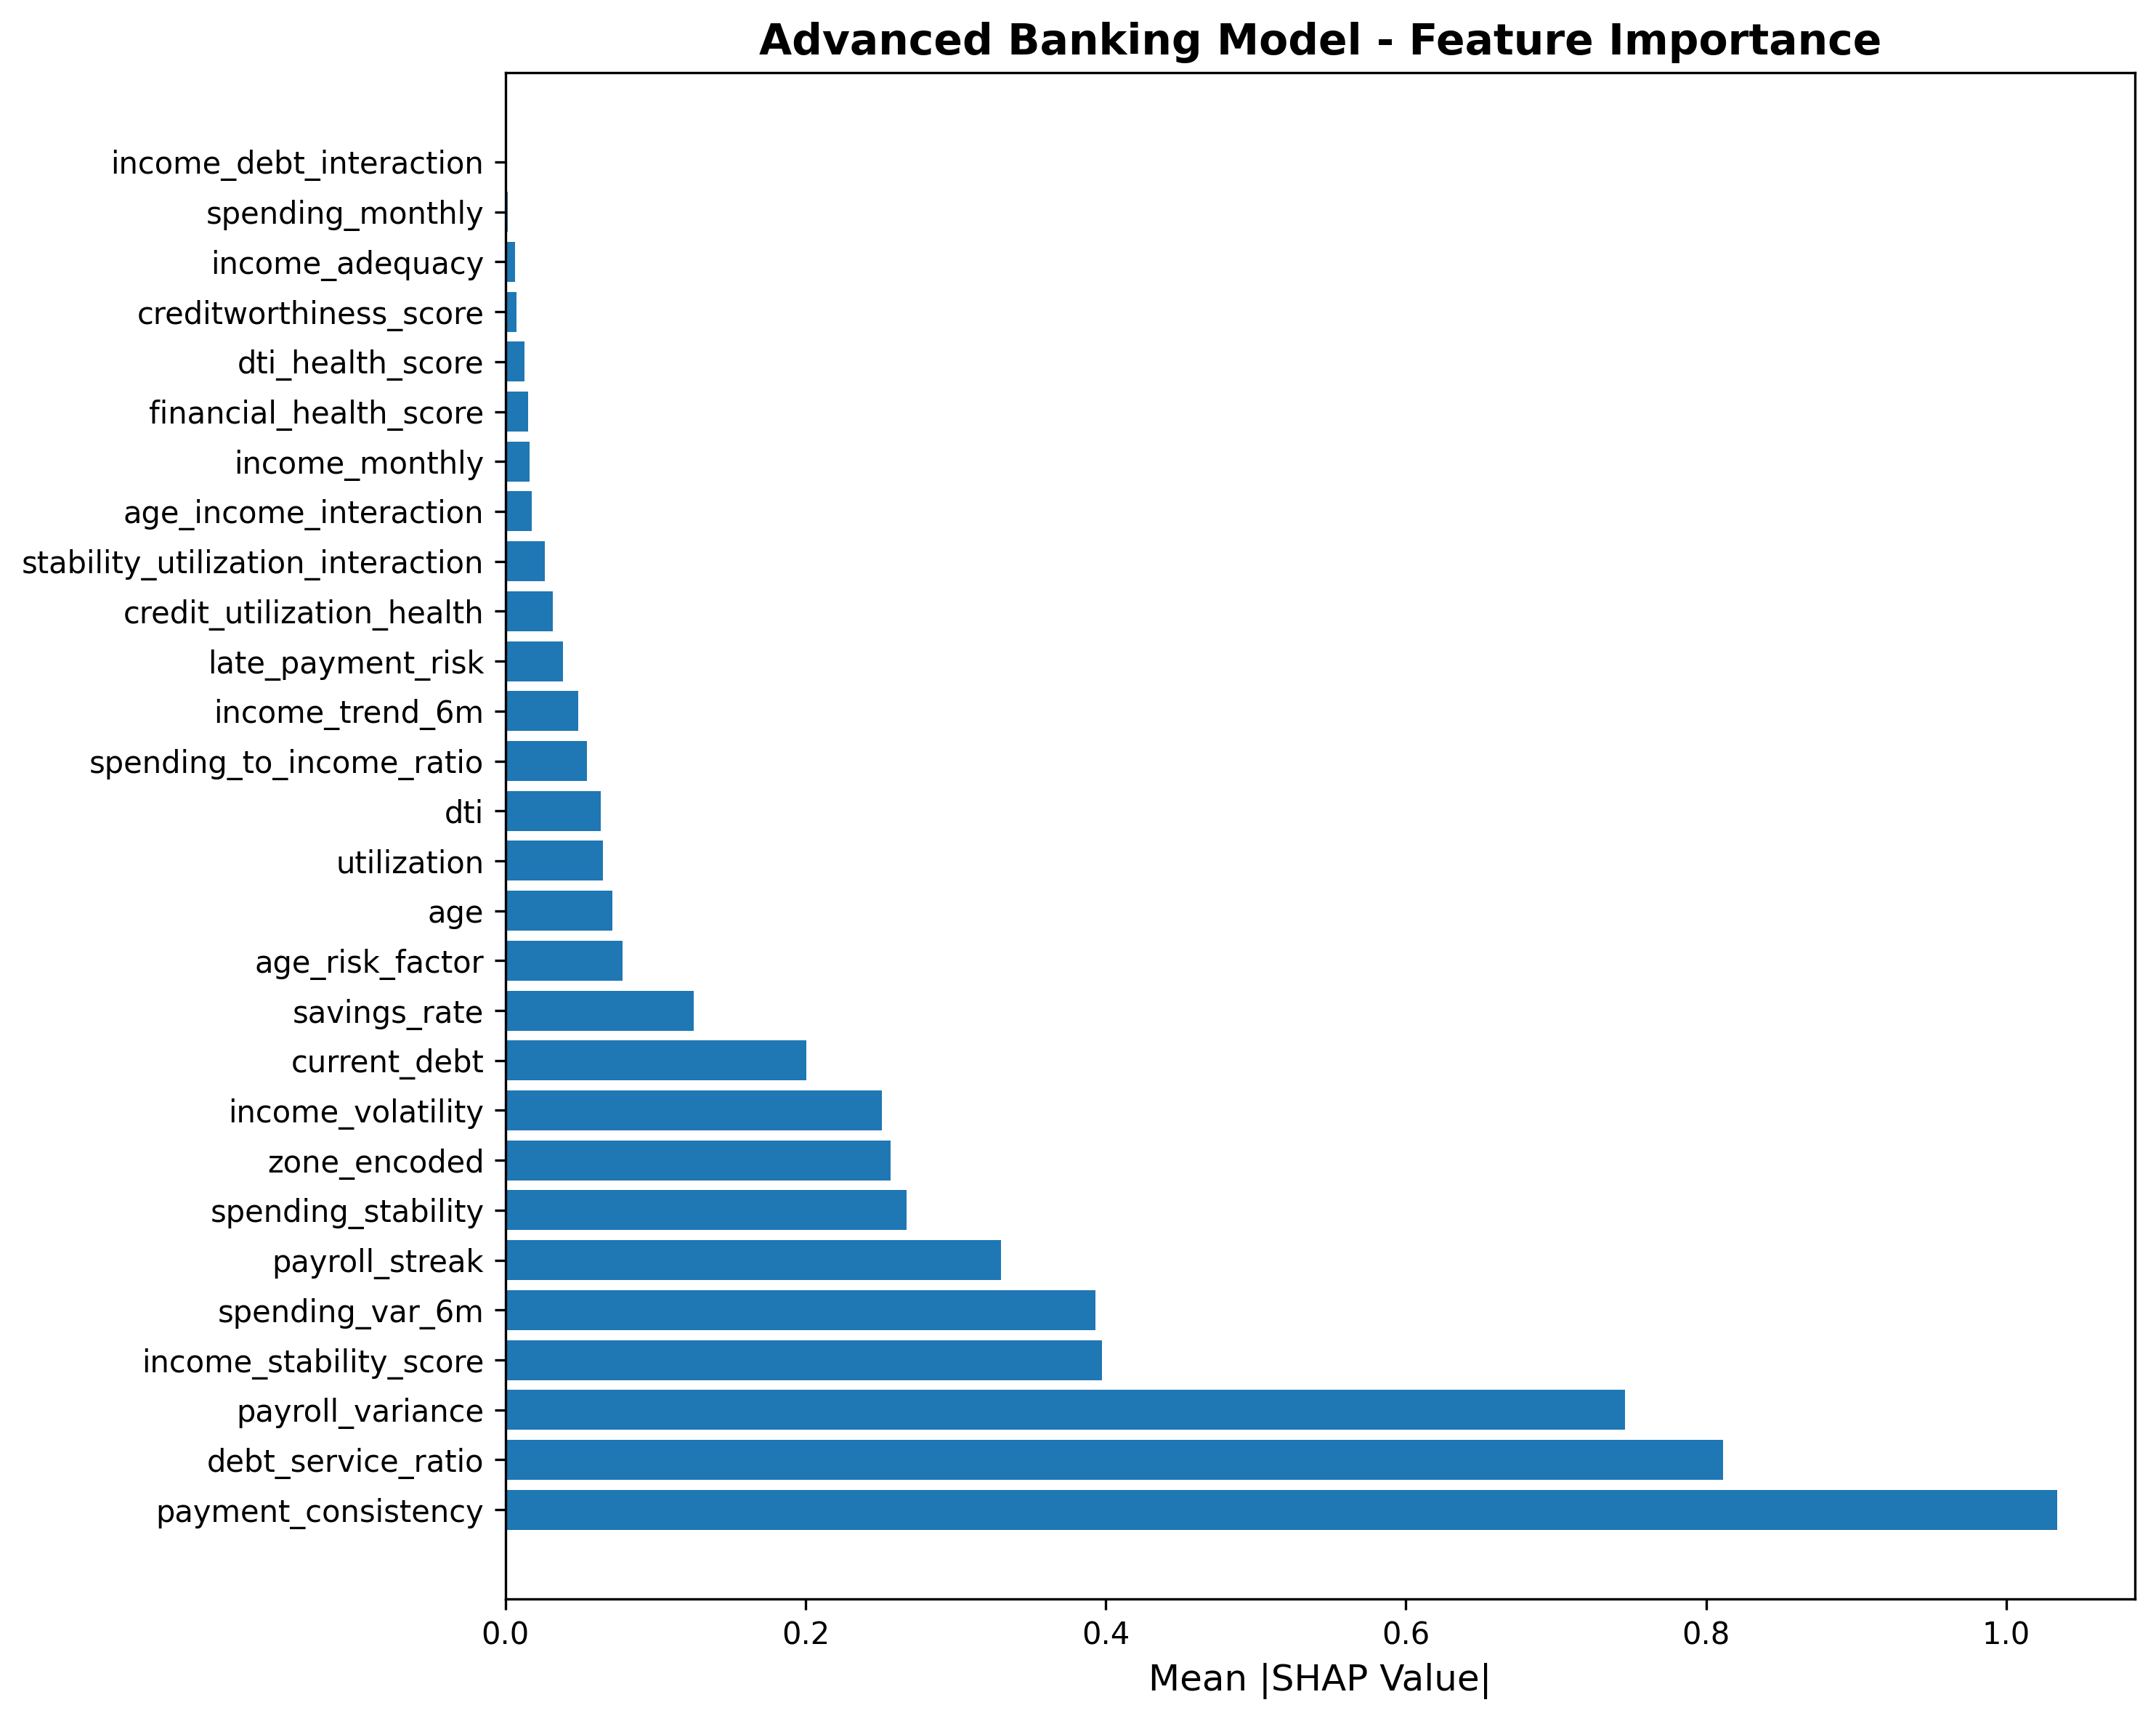 Advanced Banking Model - Feature Importance
income_debt_interaction
spending_monthly
income_adequacy
creditworthiness_score
dti_health_score
financial_health_score
income_monthly
age_income_interaction
stability_utilization_interaction
credit_utilization_health
late_payment_risk
income_trend_6m
spending_to_income_ratio
dti
utilization
age
age_risk_factor
savings_rate
current_debt
income_volatility
zone_encoded
spending_stability
payroll_streak
spending_var_6m
income_stability_score
payroll_variance
debt_service_ratio
payment_consistency
0.0 0.2 0.4 0.6 0.8 1.0
Mean |SHAP Value|